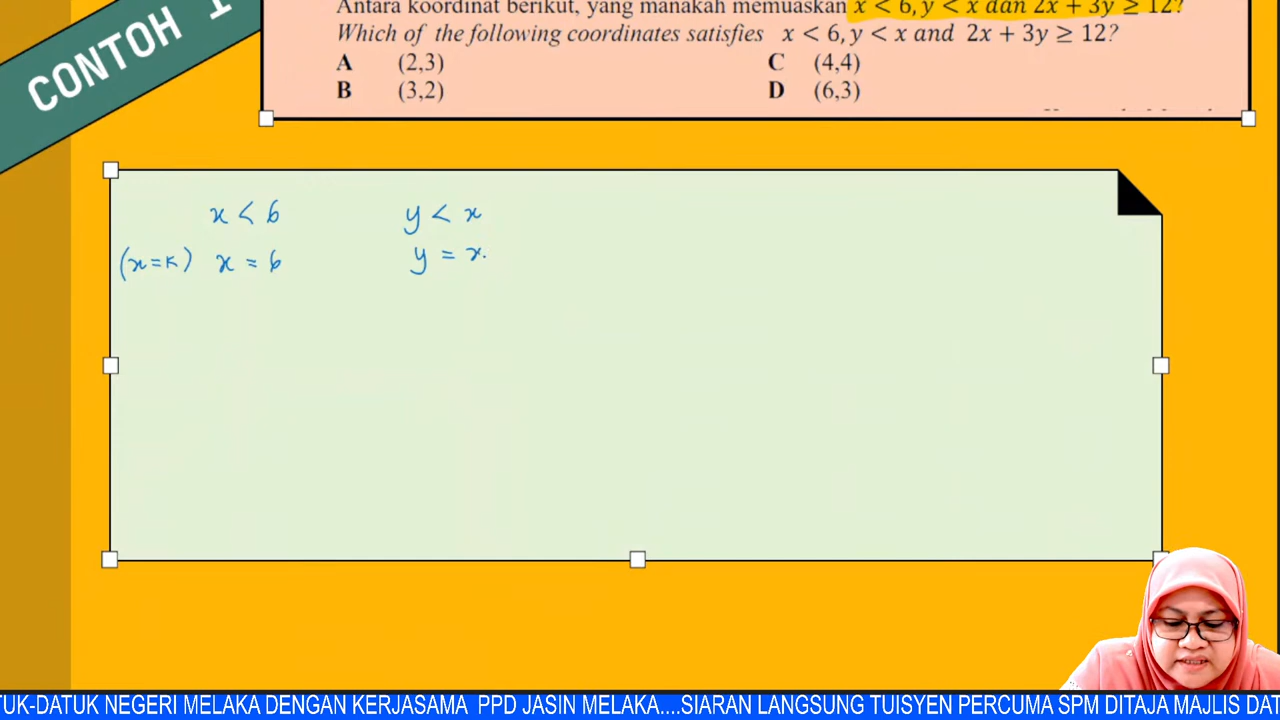 CONTOH 1
Antara koordinat berikut, yang manakah memuaskan x < 6, y < x dan 2x + 3y ≥ 12?
Which of the following coordinates satisfies x < 6, y < x and 2x + 3y ≥ 12?
A (2,3) C (4,4)
B (3,2) D (6,3)
x < 6 y < x
(x=k) x = 6 y = x.
TUK-DATUK NEGERI MELAKA DENGAN KERJASAMA PPD JASIN MELAKA....SIARAN LANGSUNG TUISYEN PERCUMA SPM DITAJA MAJLIS DAT